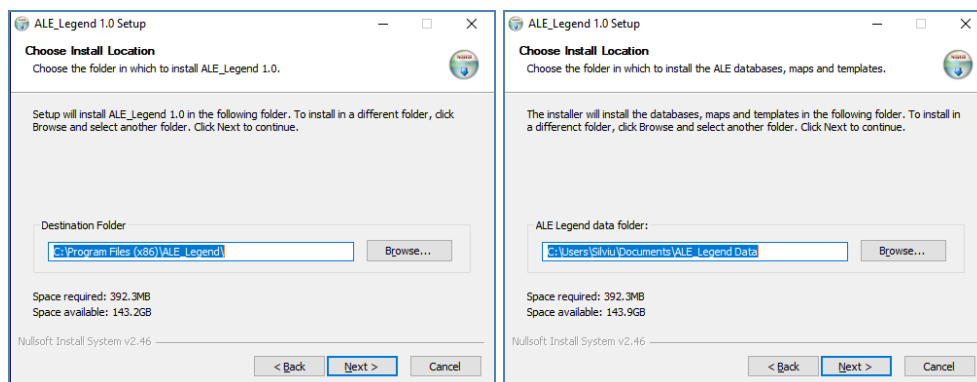 ALE_Legend 1.0 Setup
Choose Install Location
Choose the folder in which to install ALE_Legend 1.0.
Setup will install ALE_Legend 1.0 in the following folder. To install in a different folder, click
Browse and select another folder. Click Next to continue.
Destination Folder
C:\Program Files (x86)\ALE_Legend\
Browse...
Space required: 392.3MB
Space available: 143.2GB
Nullsoft Install System v2.46
< Back
Next >
Cancel
ALE_Legend 1.0 Setup
Choose Install Location
Choose the folder in which to install the ALE databases, maps and templates.
The installer will install the databases, maps and templates in the following folder. To install in
a differenct folder, click Browse and select another folder. Click Next to continue.
ALE Legend data folder:
C:\Users\Silviu\Documents\ALE_Legend Data
Browse...
Space required: 392.3MB
Space available: 143.9GB
Nullsoft Install System v2.46
< Back
Next >
Cancel